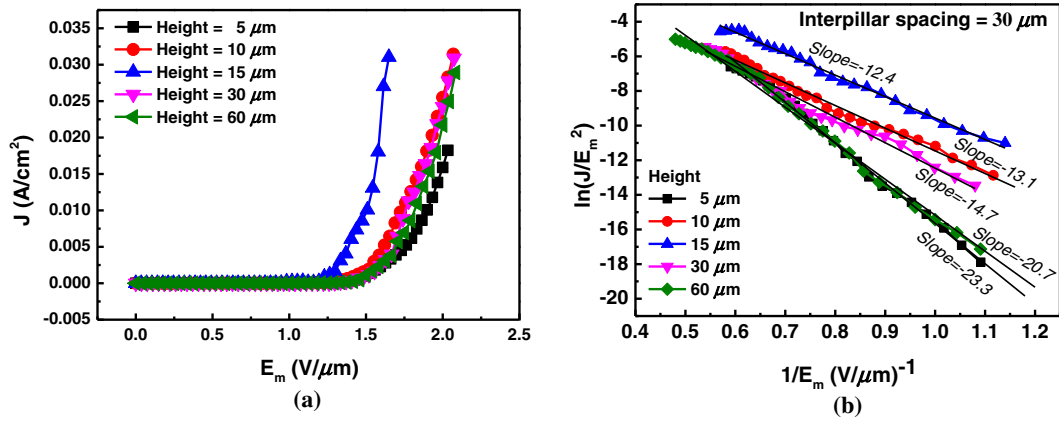 0.035
0.030
0.025
0.020
0.015
0.010
0.005
0.000
-0.005
J (A/cm²)
Height = 5 μm
Height = 10 μm
Height = 15 μm
Height = 30 μm
Height = 60 μm
0.0 0.5 1.0 1.5 2.0 2.5
E_m (V/μm)
(a)
-4
-6
-8
-10
-12
-14
-16
-18
-20
ln(J/E_m²)
Interpillar spacing = 30 μm
Slope=-12.4
Slope=-13.1
Slope=-14.7
Slope=-20.7
Slope=-23.3
Height
5 μm
10 μm
15 μm
30 μm
60 μm
0.4 0.5 0.6 0.7 0.8 0.9 1.0 1.1 1.2
1/E_m (V/μm)⁻¹
(b)